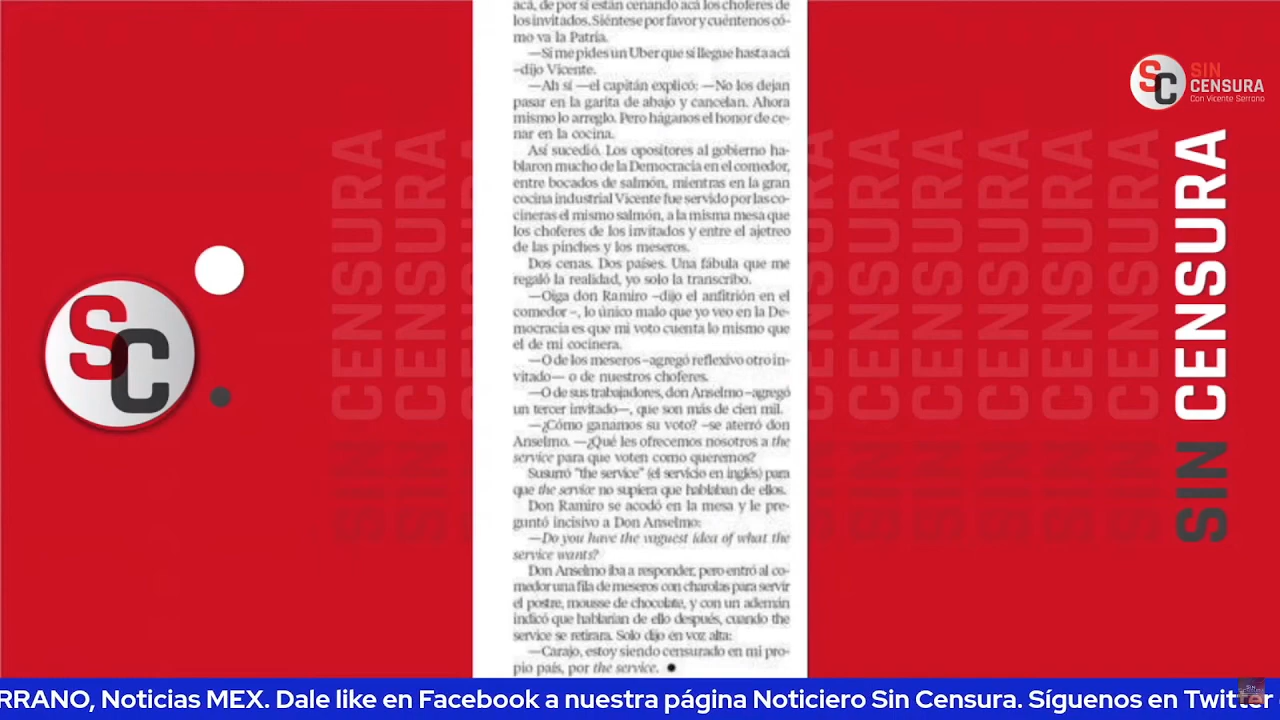 acá, de por sí están cenando acá los choferes de
los invitados. Siéntese por favor y cuéntenos có-
mo va la Patria.
—Si me pides un Uber que sí llegue hasta acá
–dijo Vicente.
—Ah sí —el capitán explicó: —No los dejan
pasar en la garita de abajo y cancelan. Ahora
mismo lo arreglo. Pero háganos el honor de ce-
nar en la cocina.
Así sucedió. Los opositores al gobierno ha-
blaron mucho de la Democracia en el comedor,
entre bocados de salmón, mientras en la gran
cocina industrial Vicente fue servido por las co-
cineras el mismo salmón, a la misma mesa que
los choferes de los invitados y entre el ajetreo
de las pinches y los meseros.
Dos cenas. Dos países. Una fábula que me
regaló la realidad, yo solo la transcribo.
—Oiga don Ramiro –dijo el anfitrión en el
comedor –, lo único malo que yo veo en la De-
mocracia es que mi voto cuenta lo mismo que
el de mi cocinera.
—O de los meseros –agregó reflexivo otro in-
vitado— o de nuestros choferes.
—O de sus trabajadores, don Anselmo –agregó
un tercer invitado—, que son más de cien mil.
—¿Cómo ganamos su voto? –se aterró don
Anselmo. —¿Qué les ofrecemos nosotros a the
service para que voten como queremos?
Susurró "the service" (el servicio en inglés) para
que the service no supiera que hablaban de ellos.
Don Ramiro se acodó en la mesa y le pre-
guntó incisivo a Don Anselmo:
—Do you have the vaguest idea of what the
service wants?
Don Anselmo iba a responder, pero entró al co-
medor una fila de meseros con charolas para servir
el postre, mousse de chocolate, y con un ademán
indicó que hablarían de ello después, cuando the
service se retirara. Solo dijo en voz alta:
—Carajo, estoy siendo censurado en mi pro-
pio país, por the service. ●
SC
SC
SIN
CENSURA
Con Vicente Serrano
SIN CENSURA
RRANO, Noticias MEX. Dale like en Facebook a nuestra página Noticiero Sin Censura. Síguenos en Twitter